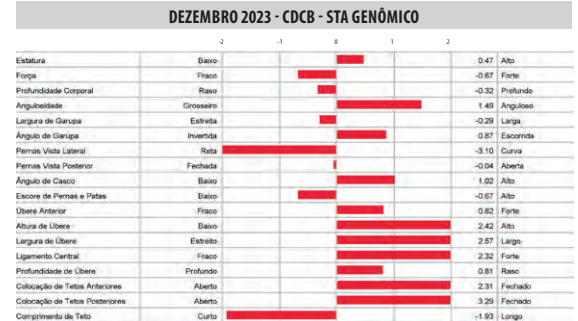 DEZEMBRO 2023 - CDCB - STA GENÔMICO
-2 -1 0 1 2
Estatura Baixo 0.47 Alto
Força Fraco -0.67 Forte
Profundidade Corporal Raso -0.32 Profundo
Angulosidade Grosseiro 1.49 Anguloso
Largura de Garupa Estreita -0.29 Larga
Ângulo de Garupa Invertida 0.87 Escorrida
Pernas Vista Lateral Reta -3.10 Curva
Pernas Vista Posterior Fechada -0.04 Aberta
Ângulo de Casco Baixo 1.02 Alto
Escore de Pernas e Patas Baixo -0.67 Alto
Úbere Anterior Fraco 0.82 Forte
Altura de Úbere Baixo 2.42 Alto
Largura de Úbere Estreito 2.57 Largo
Ligamento Central Fraco 2.32 Forte
Profundidade de Úbere Profundo 0.81 Raso
Colocação de Tetos Anteriores Aberto 2.31 Fechado
Colocação de Tetos Posteriores Aberto 3.29 Fechado
Comprimento de Teto Curto -1.93 Longo